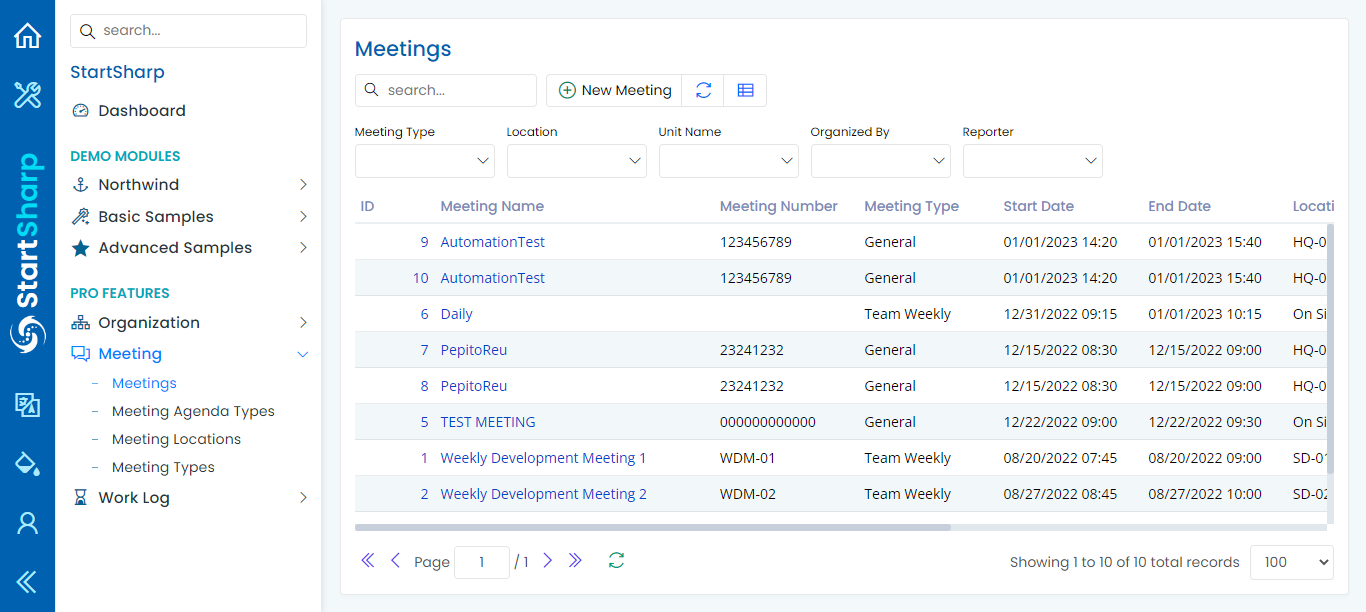 search...
StartSharp
Dashboard
DEMO MODULES
Northwind
Basic Samples
Advanced Samples
PRO FEATURES
Organization
Meeting
– Meetings
– Meeting Agenda Types
– Meeting Locations
– Meeting Types
Work Log
StartSharp
Meetings
search...
New Meeting
Meeting Type Location Unit Name Organized By Reporter
ID Meeting Name Meeting Number Meeting Type Start Date End Date Locati
9 AutomationTest 123456789 General 01/01/2023 14:20 01/01/2023 15:40 HQ-0
10 AutomationTest 123456789 General 01/01/2023 14:20 01/01/2023 15:40 HQ-0
6 Daily Team Weekly 12/31/2022 09:15 01/01/2023 10:15 On Si
7 PepitoReu 23241232 General 12/15/2022 08:30 12/15/2022 09:00 HQ-0
8 PepitoReu 23241232 General 12/15/2022 08:30 12/15/2022 09:00 HQ-0
5 TEST MEETING 000000000000 General 12/22/2022 09:00 12/22/2022 09:30 On Si
1 Weekly Development Meeting 1 WDM-01 Team Weekly 08/20/2022 07:45 08/20/2022 09:00 SD-01
2 Weekly Development Meeting 2 WDM-02 Team Weekly 08/27/2022 08:45 08/27/2022 10:00 SD-02
Page 1 / 1 Showing 1 to 10 of 10 total records 100